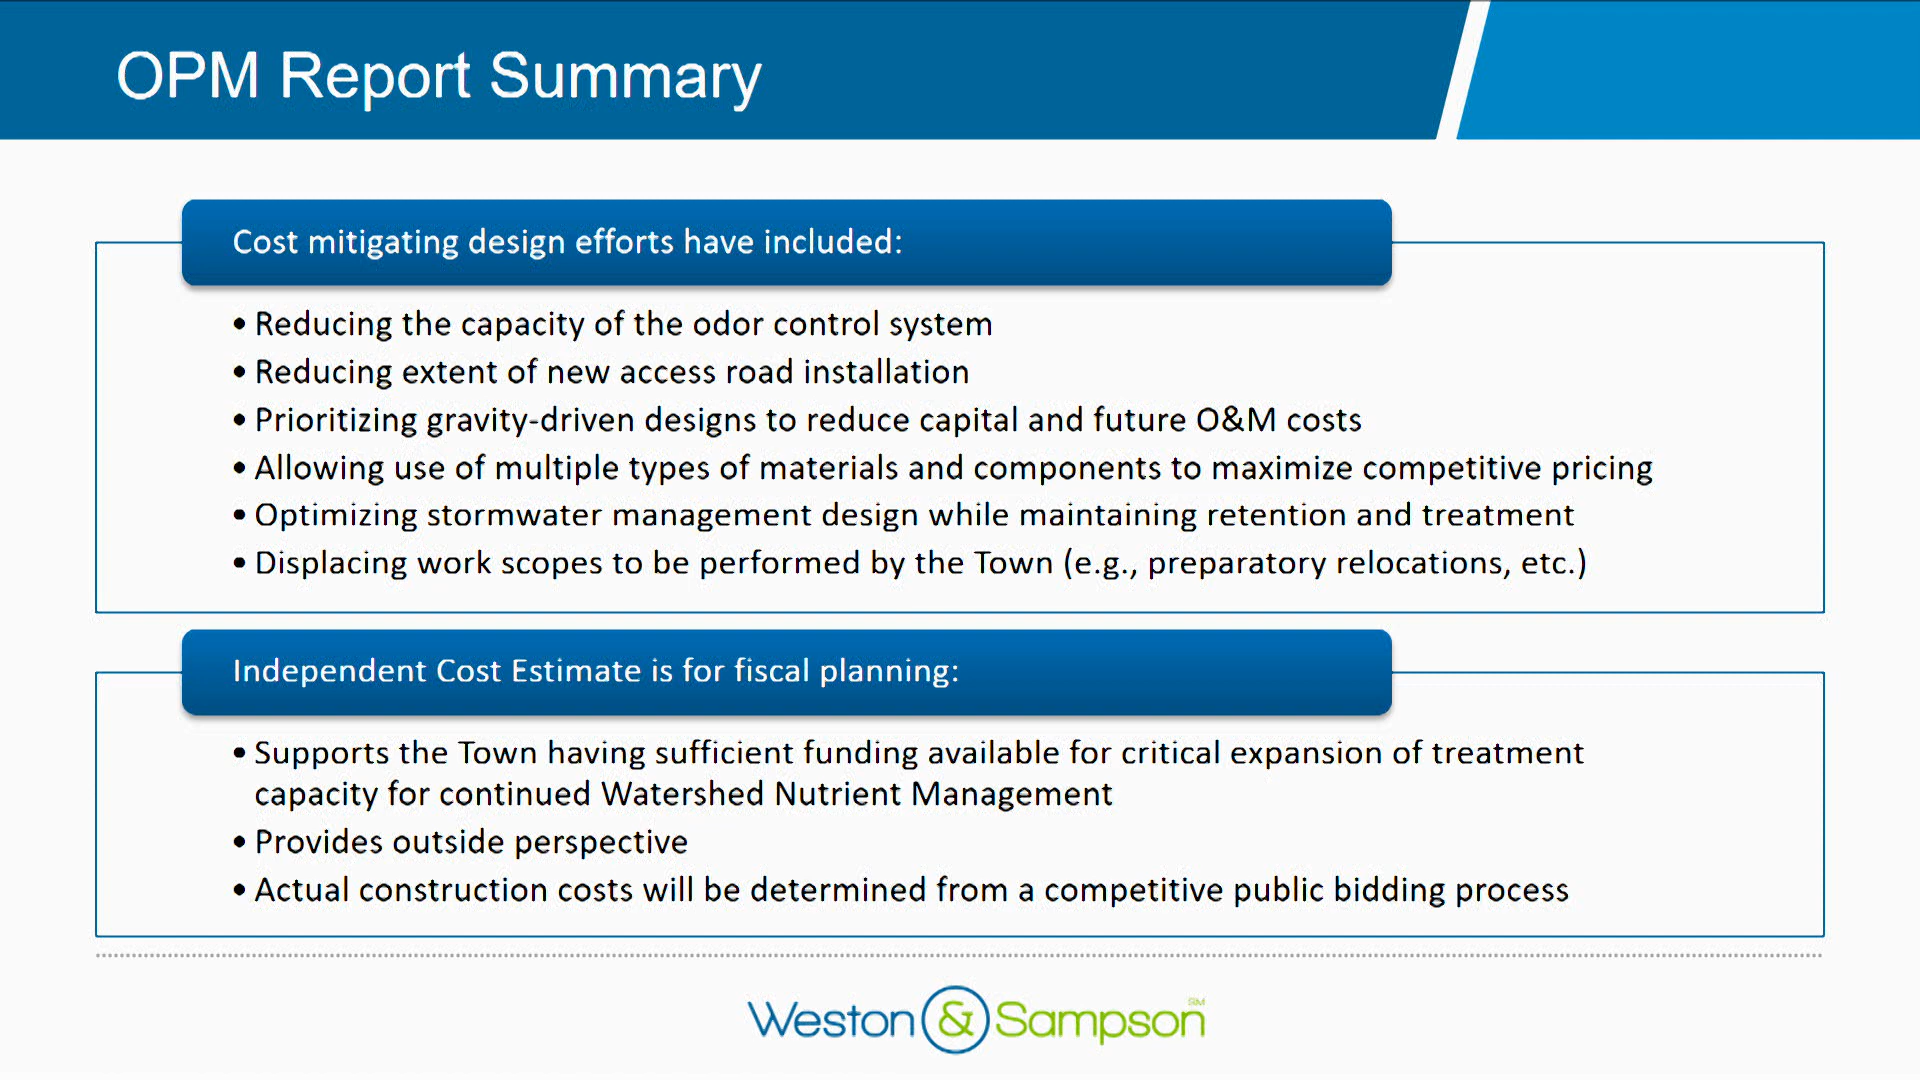 OPM Report Summary
Cost mitigating design efforts have included:
• Reducing the capacity of the odor control system
• Reducing extent of new access road installation
• Prioritizing gravity-driven designs to reduce capital and future O&M costs
• Allowing use of multiple types of materials and components to maximize competitive pricing
• Optimizing stormwater management design while maintaining retention and treatment
• Displacing work scopes to be performed by the Town (e.g., preparatory relocations, etc.)
Independent Cost Estimate is for fiscal planning:
• Supports the Town having sufficient funding available for critical expansion of treatment
capacity for continued Watershed Nutrient Management
• Provides outside perspective
• Actual construction costs will be determined from a competitive public bidding process
Weston & Sampson SM